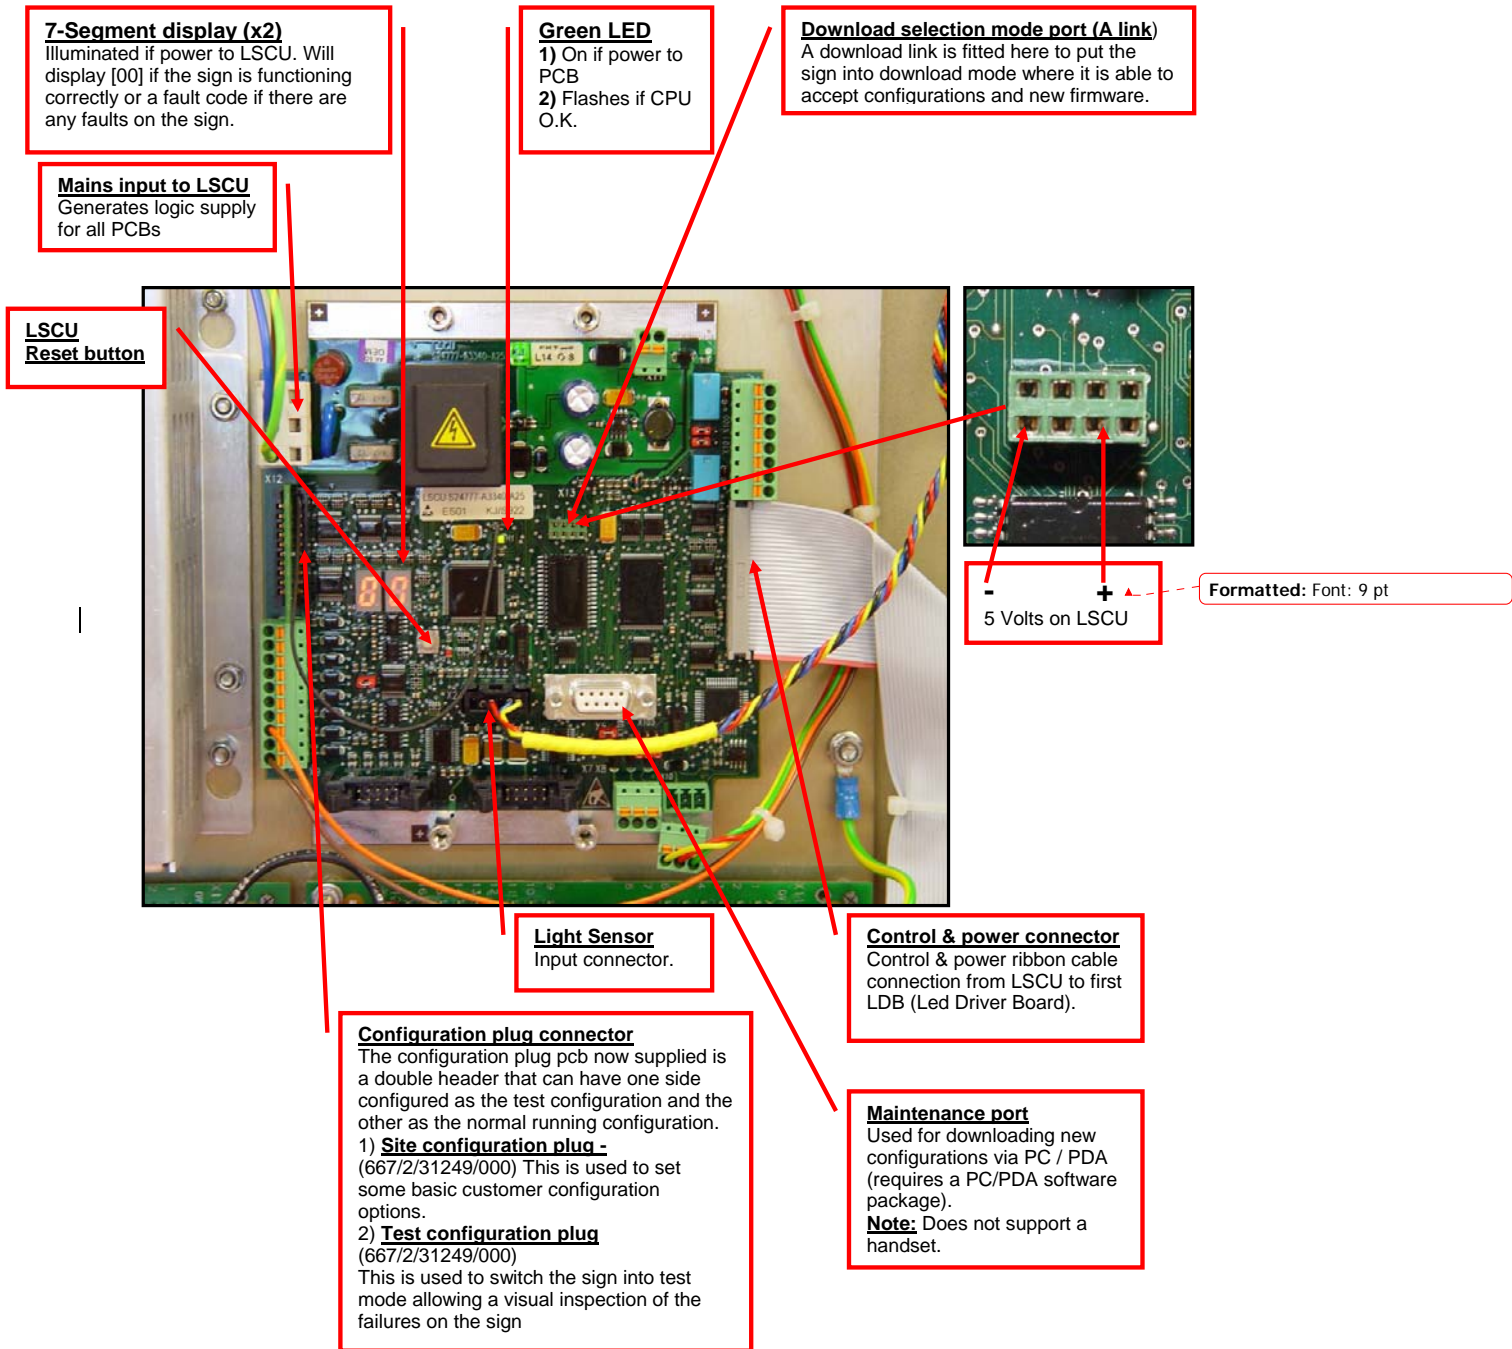 7-Segment display (x2)
Illuminated if power to LSCU. Will
display [00] if the sign is functioning
correctly or a fault code if there are
any faults on the sign.
Green LED
1) On if power to
PCB
2) Flashes if CPU
O.K.
Download selection mode port (A link)
A download link is fitted here to put the
sign into download mode where it is able to
accept configurations and new firmware.
Mains input to LSCU
Generates logic supply
for all PCBs
LSCU
Reset button
L14
X12
X13
LSCU S24777-A3340-A25
ES01
X7 X8
-
+
5 Volts on LSCU
Formatted: Font: 9 pt
Light Sensor
Input connector.
Control & power connector
Control & power ribbon cable
connection from LSCU to first
LDB (Led Driver Board).
Configuration plug connector
The configuration plug pcb now supplied is
a double header that can have one side
configured as the test configuration and the
other as the normal running configuration.
1) Site configuration plug -
(667/2/31249/000) This is used to set
some basic customer configuration
options.
2) Test configuration plug
(667/2/31249/000)
This is used to switch the sign into test
mode allowing a visual inspection of the
failures on the sign
Maintenance port
Used for downloading new
configurations via PC / PDA
(requires a PC/PDA software
package).
Note: Does not support a
handset.